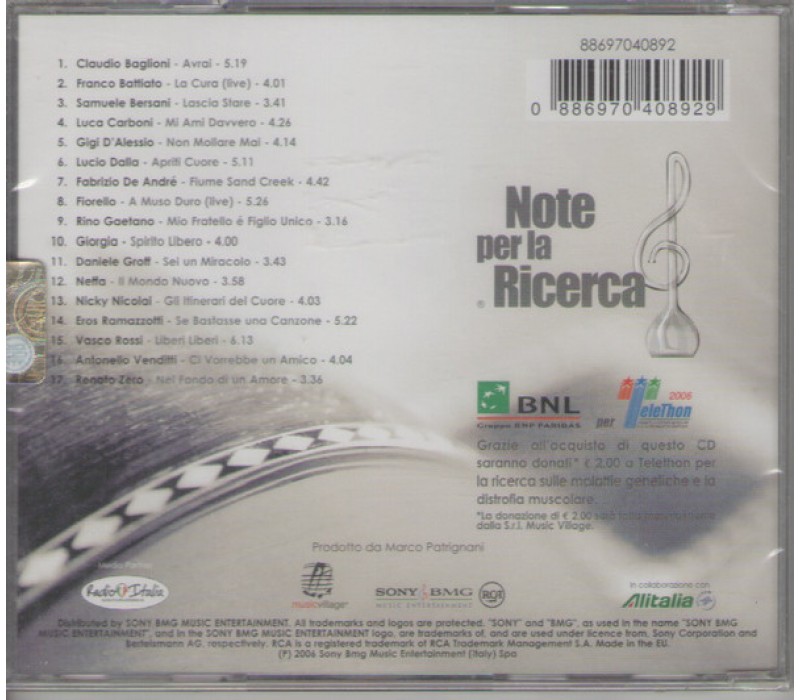 1. Claudio Baglioni - Avrai - 5.19
2. Franco Battiato - La Cura (live) - 4.01
3. Samuele Bersani - Lascia Stare - 3.41
4. Luca Carboni - Mi Ami Davvero - 4.26
5. Gigi D'Alessio - Non Mollare Mai - 4.14
6. Lucio Dalla - Apriti Cuore - 5.11
7. Fabrizio De André - Fiume Sand Creek - 4.42
8. Fiorello - A Muso Duro (live) - 5.26
9. Rino Gaetano - Mio Fratello é Figlio Unico - 3.16
10. Giorgia - Spirito Libero - 4.00
11. Daniele Groff - Sei un Miracolo - 3.43
12. Neffa - Il Mondo Nuovo - 3.58
13. Nicky Nicolai - Gli Itinerari del Cuore - 4.03
14. Eros Ramazzotti - Se Bastasse una Canzone - 5.22
15. Vasco Rossi - Liberi Liberi - 6.13
16. Antonello Venditti - Ci Vorrebbe un Amico - 4.04
17. Renato Zero - Nel Fondo di un Amore - 3.36
88697040892
0 886970 408929
Note
per la
® Ricerca
BNL
Gruppo BNP PARIBAS
per
2006
TeleThon
Grazie all'acquisto di questo CD
saranno donati* € 2.00 a Telethon per
la ricerca sulle malattie genetiche e la
distrofia muscolare.
*La donazione di € 2.00 sarà
dalla S.r.l. Music Village.
Prodotto da Marco Patrignani
Media Partner
Radio Italia
musicvillage®
SONY BMG
MUSIC ENTERTAINMENT
RCA
In collaborazione con
Alitalia
Distributed by SONY BMG MUSIC ENTERTAINMENT. All trademarks and logos are protected. "SONY" and "BMG", as used in the name "SONY BMG
MUSIC ENTERTAINMENT", and in the SONY BMG MUSIC ENTERTAINMENT logo, are trademarks of, and are used under licence from, Sony Corporation and
Bertelsmann AG, respectively. RCA is a registered trademark of RCA Trademark Management S.A. Made in the EU.
(P) 2006 Sony Bmg Music Entertainment (Italy) Spa